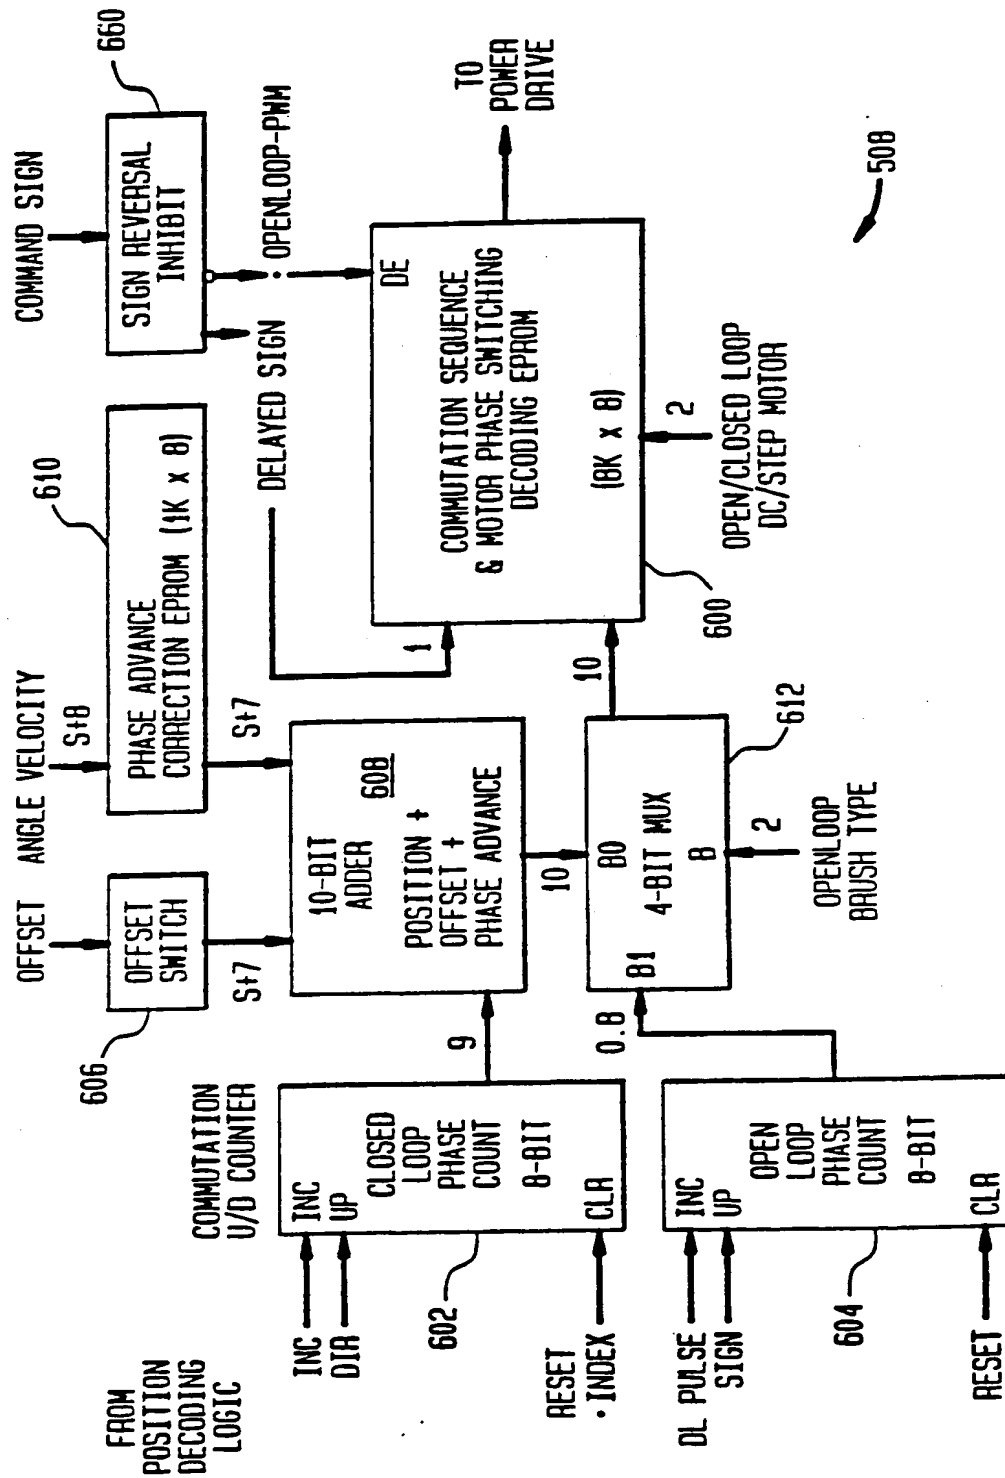 FROM
POSITION
DECODING
LOGIC
INC
DIR
RESET
· INDEX
DL PULSE
SIGN
RESET
COMMUTATION
U/D COUNTER
INC
UP
CLOSED
LOOP
PHASE
COUNT
8-BIT
CLR
602
INC
UP
OPEN
LOOP
PHASE
COUNT
8-BIT
CLR
604
OFFSET
OFFSET
SWITCH
606
S+7
ANGLE VELOCITY
S+8
PHASE ADVANCE
CORRECTION EPROM (1K x 8)
610
S+7
9
10-BIT
ADDER
608
POSITION +
OFFSET +
PHASE ADVANCE
10
0.8
B1
B0
4-BIT MUX
B
612
2
OPENLOOP
BRUSH TYPE
10
COMMAND SIGN
SIGN REVERSAL
INHIBIT
660
DELAYED SIGN
· OPENLOOP-PWM
1
DE
COMMUTATION SEQUENCE
& MOTOR PHASE SWITCHING
DECODING EPROM
(8K x 8)
600
2
OPEN/CLOSED LOOP
DC/STEP MOTOR
TO
POWER
DRIVE
508